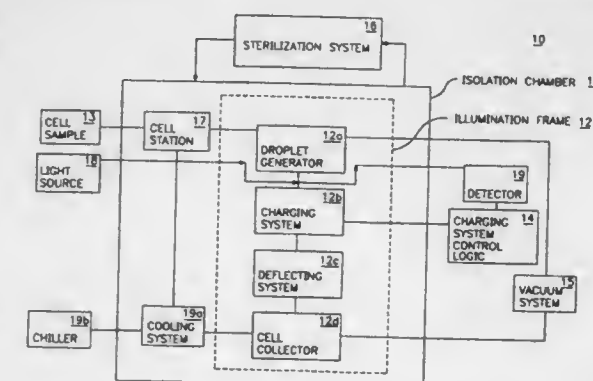 16
STERILIZATION SYSTEM
10
ISOLATION CHAMBER 1
ILLUMINATION FRAME 12
13
CELL SAMPLE
17
CELL STATION
12a
DROPLET GENERATOR
18
LIGHT SOURCE
19
DETECTOR
12b
CHARGING SYSTEM
14
CHARGING SYSTEM CONTROL LOGIC
12c
DEFLECTING SYSTEM
15
VACUUM SYSTEM
19b
CHILLER
19a
COOLING SYSTEM
12d
CELL COLLECTOR